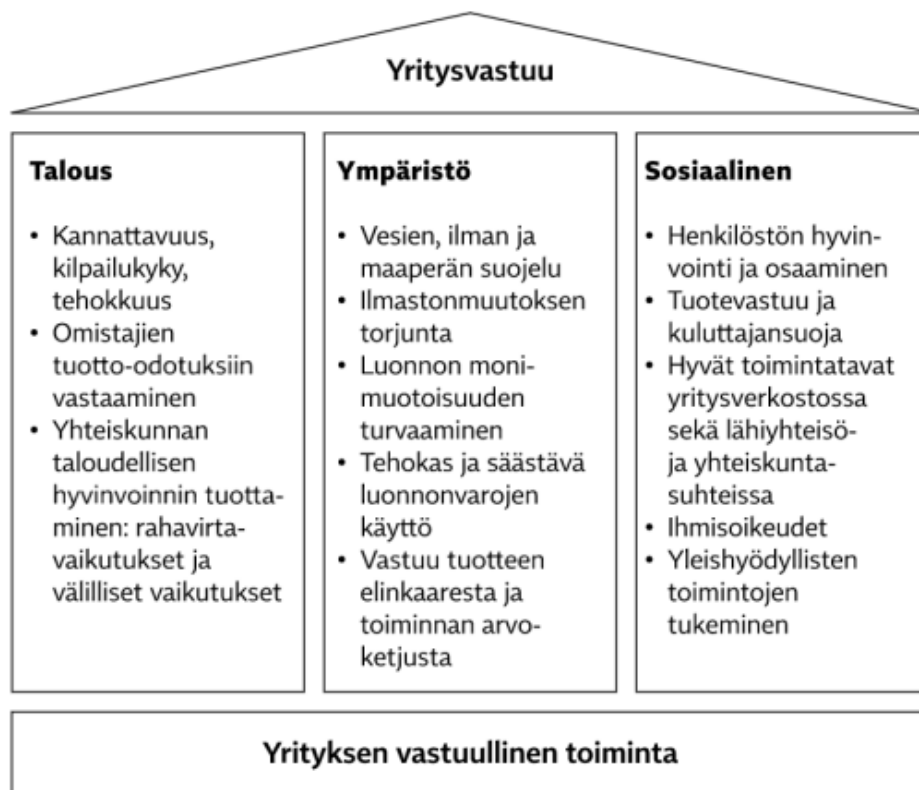 Yritysvastuu
Talous
• Kannattavuus,
kilpailukyky,
tehokkuus
• Omistajien
tuotto-odotuksiin
vastaaminen
• Yhteiskunnan
taloudellisen
hyvinvoinnin tuotta-
minen: rahavirta-
vaikutukset ja
välilliset vaikutukset
Ympäristö
• Vesien, ilman ja
maaperän suojelu
• Ilmastonmuutoksen
torjunta
• Luonnon moni-
muotoisuuden
turvaaminen
• Tehokas ja säästävä
luonnonvarojen
käyttö
• Vastuu tuotteen
elinkaaresta ja
toiminnan arvo-
ketjusta
Sosiaalinen
• Henkilöstön hyvin-
vointi ja osaaminen
• Tuotevastuu ja
kuluttajansuoja
• Hyvät toimintatavat
yritysverkostossa
sekä lähiyhteisö-
ja yhteiskunta-
suhteissa
• Ihmisoikeudet
• Yleishyödyllisten
toimintojen
tukeminen
Yrityksen vastuullinen toiminta